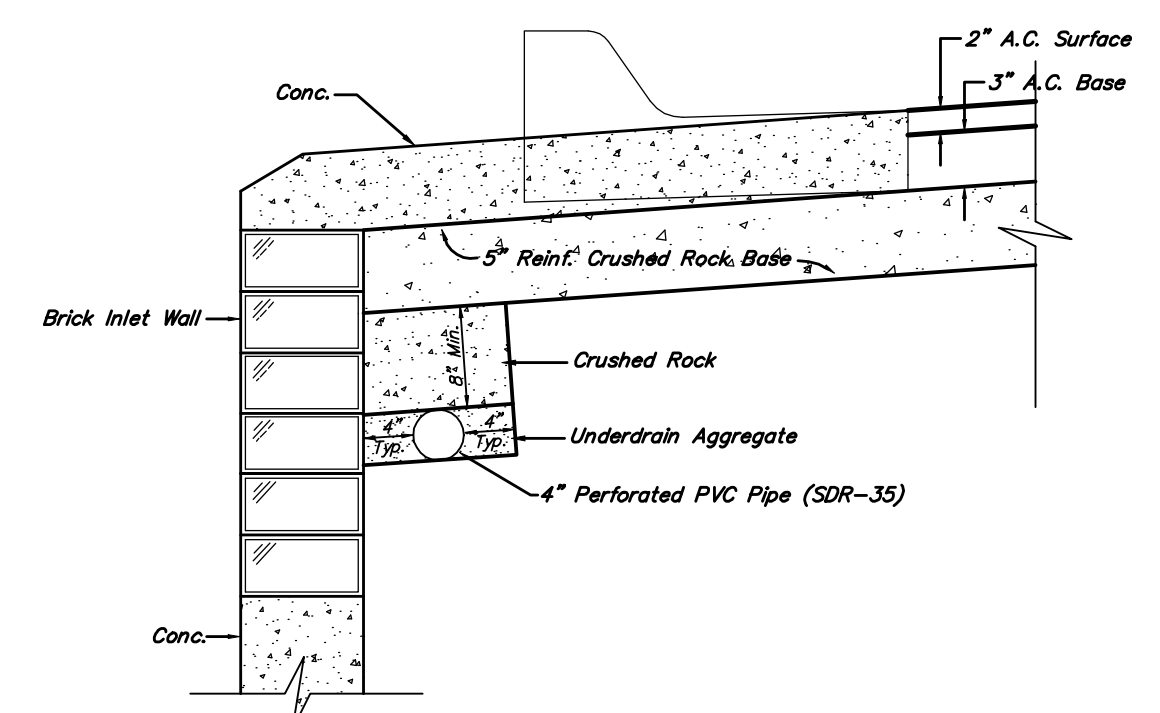 2" A.C. Surface
3" A.C. Base
Conc.
5" Reinf. Crushed Rock Base
Brick Inlet Wall
8" Min.
Crushed Rock
4" Typ.
4" Typ.
Underdrain Aggregate
4" Perforated PVC Pipe (SDR-35)
Conc.